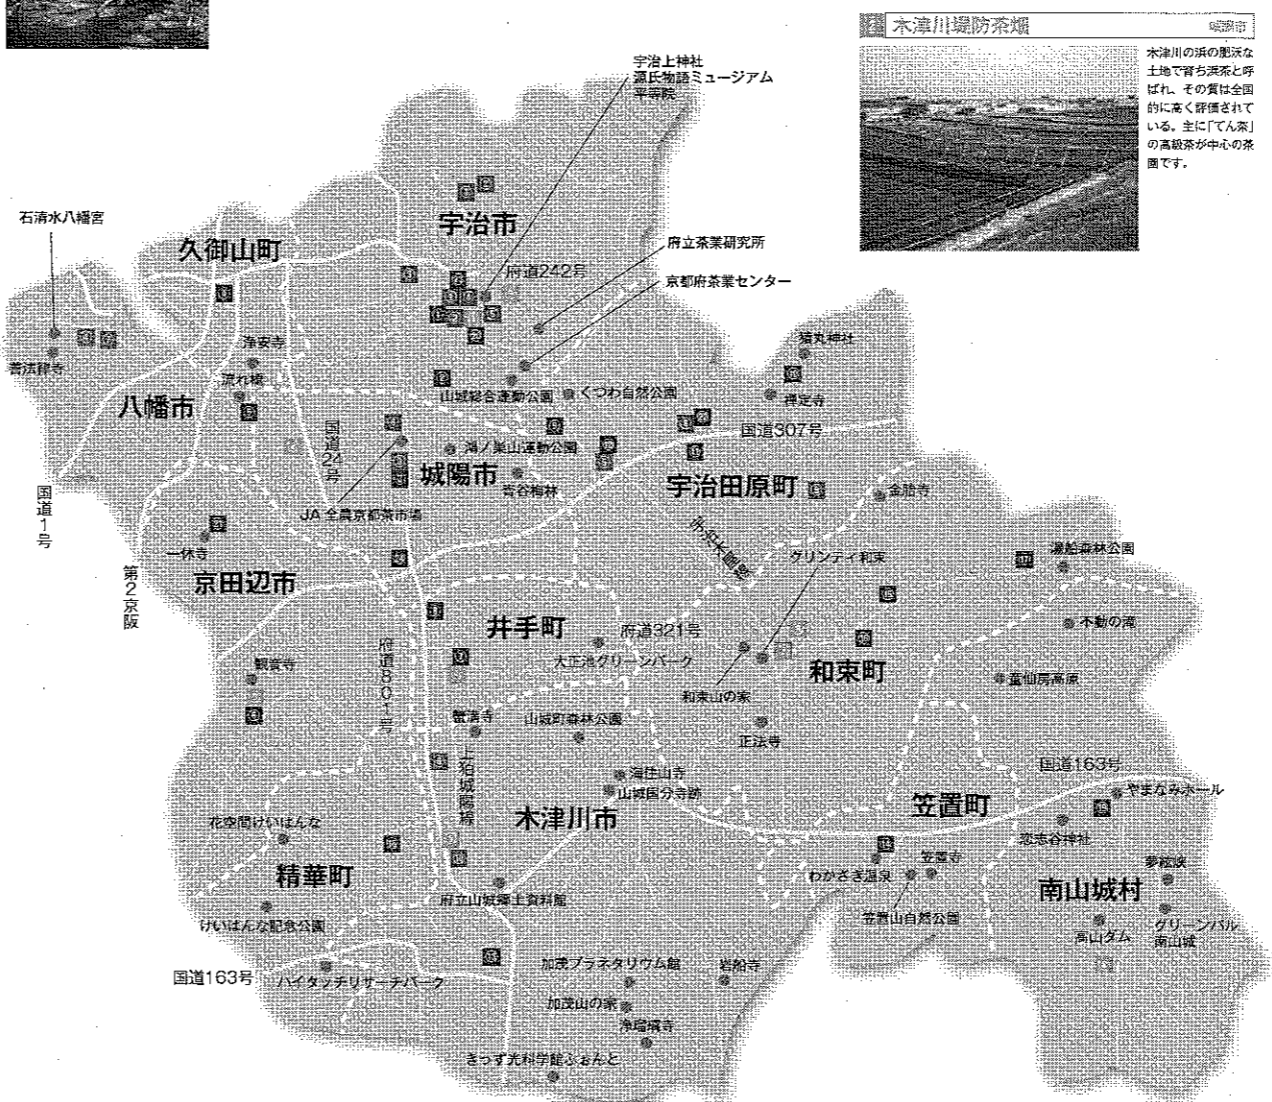 木津川堤防茶畑
城陽市
木津川の浜の肥沃な
土地で育ち浜茶と呼
ばれ、その質は全国
的に高く評価されて
いる。主に「てん茶」
の高級茶が中心の茶
園です。
宇治上神社
源氏物語ミュージアム
平等院
石清水八幡宮
宇治市
久御山町
府立茶業研究所
府道242号
京都府茶業センター
浄安寺
猿丸神社
善法律寺
流れ橋
山城総合運動公園
くつわ自然公園
禅定寺
八幡市
国道24号
国道307号
鴻ノ巣山運動公園
城陽市
青谷梅林
宇治田原町
金胎寺
国道1号
JA全農京都茶市場
宇治木屋線
グリンティ和束
湯船森林公園
一休寺
京田辺市
第2京阪
井手町
府道321号
不動の滝
大正池グリーンパーク
和束町
観音寺
府道801号
童仙房高原
和束山の家
蟹満寺
山城町森林公園
正法寺
上狛城陽線
海住山寺
国道163号
山城国分寺跡
やまなみホール
笠置町
木津川市
花空間けいはんな
恋志谷神社
精華町
わかさぎ温泉
笠置寺
夢絃峡
府立山城郷土資料館
南山城村
けいはんな記念公園
笠置山自然公園
高山ダム
グリーンパル
南山城
国道163号
ハイタッチリサーチパーク
加茂プラネタリウム館
岩船寺
加茂山の家
浄瑠璃寺
きっず光科学館ふぉんと